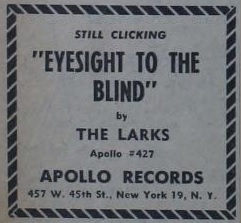 STILL CLICKING
"EYESIGHT TO THE
BLIND"
by
THE LARKS
Apollo #427
APOLLO RECORDS
457 W. 45th St., New York 19, N. Y.